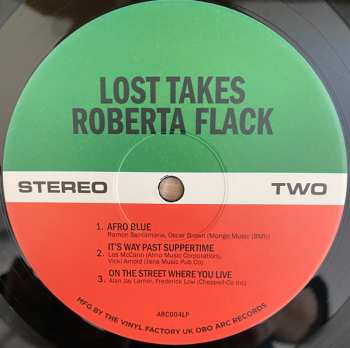 LOST TAKES
ROBERTA FLACK
STEREO TWO
1. AFRO BLUE
Ramon Santamaria, Oscar Brown (Mongo Music (BMI))
2. IT'S WAY PAST SUPPERTIME
Les McCann (Almo Music Corporation),
Vicki Arnold (Jana Music Pub Co)
3. ON THE STREET WHERE YOU LIVE
Alan Jay Lerner, Frederick Low (Chappell-Co Inc)
ARC004LP
MFG BY THE VINYL FACTORY UK OBO ARC RECORDS